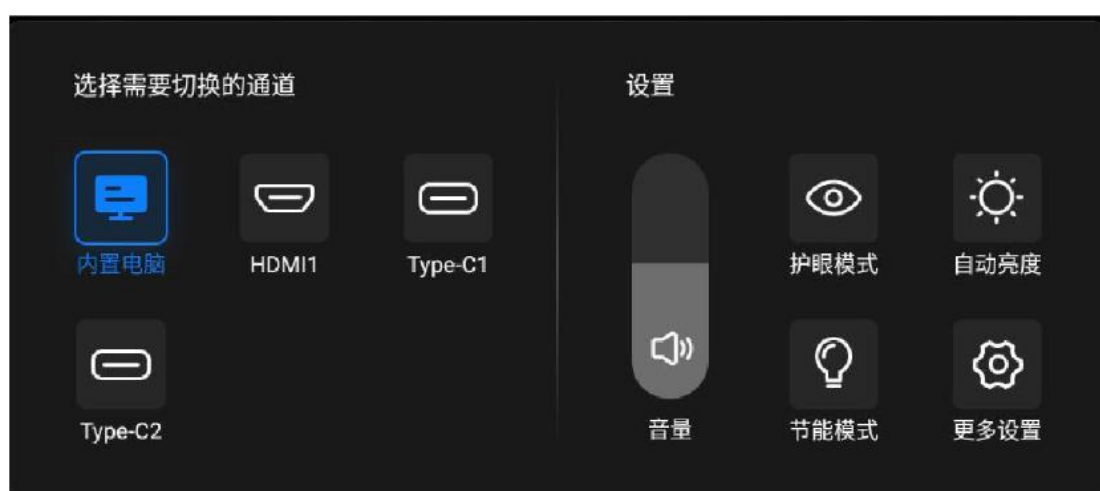 选择需要切换的通道
内置电脑
HDMI1
Type-C1
Type-C2
设置
音量
护眼模式
自动亮度
节能模式
更多设置